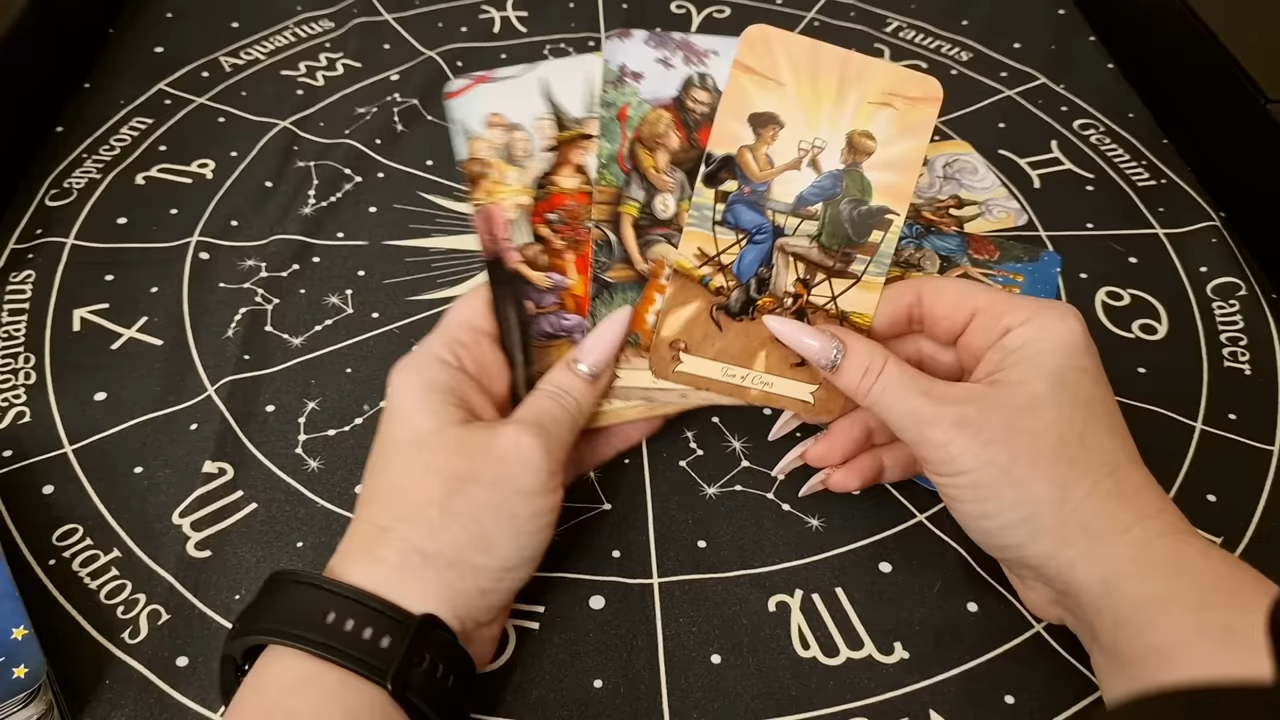 Aquarius
Taurus
Capricorn
Gemini
Sagittarius
Cancer
Two of Cups
Scorpio